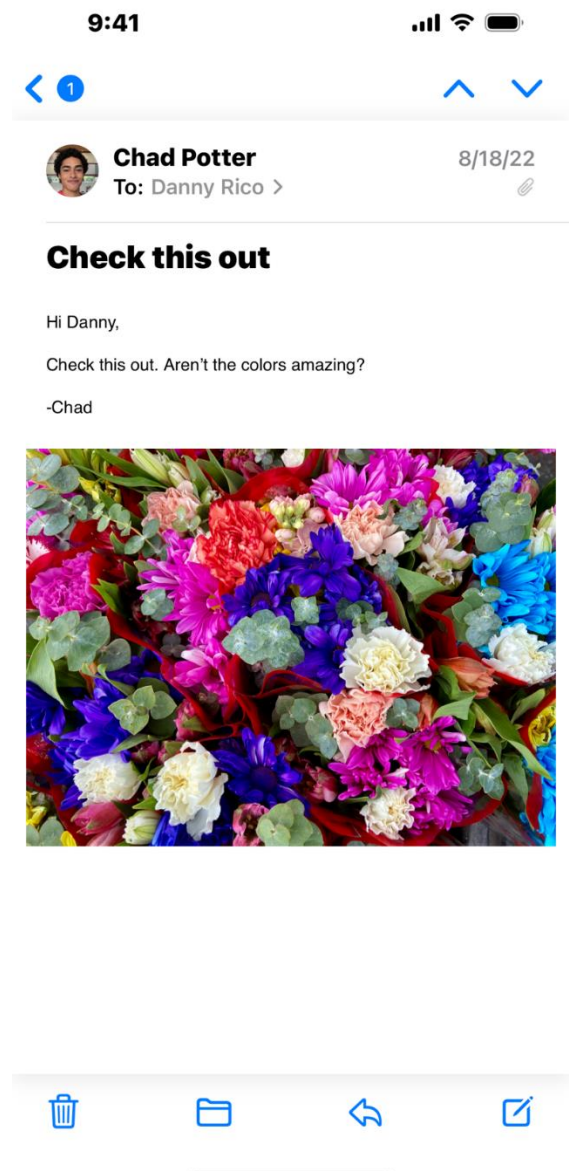 9:41
1
Chad Potter
8/18/22
To: Danny Rico
Check this out
Hi Danny,
Check this out. Aren’t the colors amazing?
-Chad